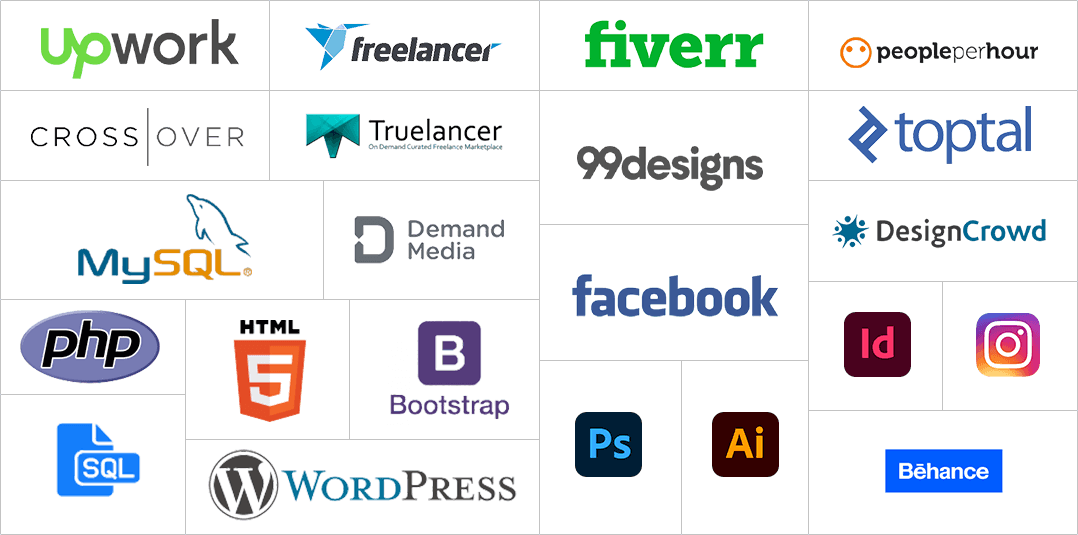 upwork
freelancer
fiverr
peopleperhour
CROSS OVER
Truelancer
On Demand Curated Freelance Marketplace
99designs
toptal
MySQL®
Demand
Media
DesignCrowd
facebook
php
HTML
5
B
Bootstrap
Id
SQL
W WORDPRESS
Ps
Ai
Bēhance